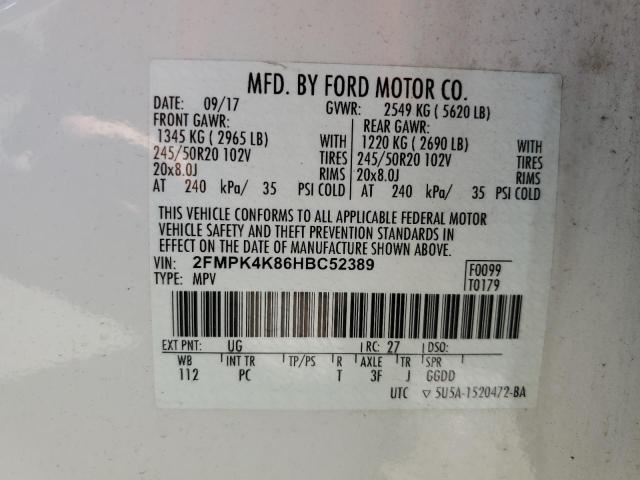 MFD. BY FORD MOTOR CO.
DATE: 09/17 GVWR: 2549 KG ( 5620 LB)
FRONT GAWR: REAR GAWR:
1345 KG ( 2965 LB) WITH 1220 KG ( 2690 LB) WITH
245/50R20 102V TIRES 245/50R20 102V TIRES
20x8.0J RIMS 20x8.0J RIMS
AT 240 kPa/ 35 PSI COLD AT 240 kPa/ 35 PSI COLD
THIS VEHICLE CONFORMS TO ALL APPLICABLE FEDERAL MOTOR
VEHICLE SAFETY AND THEFT PREVENTION STANDARDS IN
EFFECT ON THE DATE OF MANUFACTURE SHOWN ABOVE.
VIN: 2FMPK4K86HBC52389 F0099
TYPE: MPV T0179
EXT PNT: UG RC: 27 DSO:
WB INT TR TP/PS R AXLE TR SPR
112 PC T 3F J GGDD
UTC ▽ 5U5A-1520472-BA